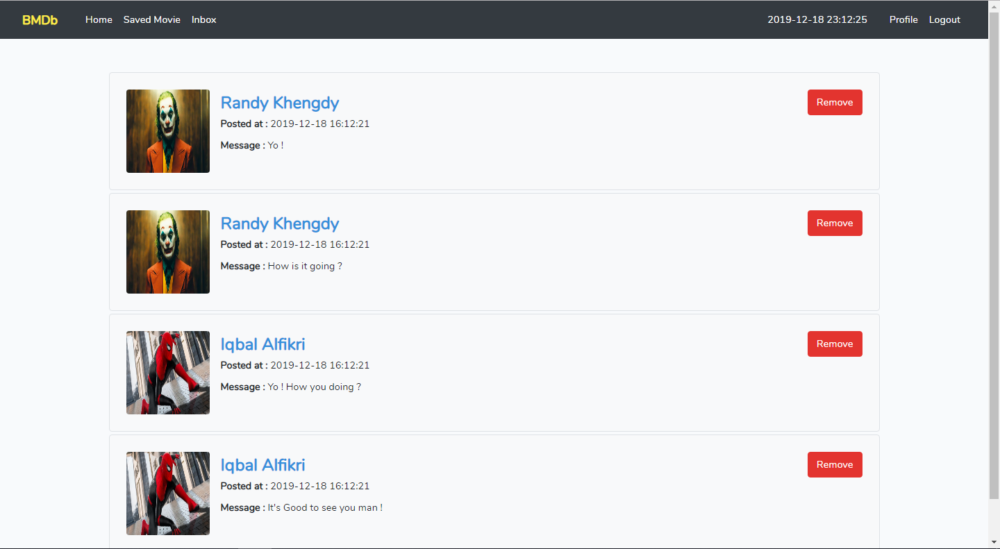 BMDb Home Saved Movie Inbox 2019-12-18 23:12:25 Profile Logout
Randy Khengdy Remove
Posted at : 2019-12-18 16:12:21
Message : Yo !
Randy Khengdy Remove
Posted at : 2019-12-18 16:12:21
Message : How is it going ?
Iqbal Alfikri Remove
Posted at : 2019-12-18 16:12:21
Message : Yo ! How you doing ?
Iqbal Alfikri Remove
Posted at : 2019-12-18 16:12:21
Message : It's Good to see you man !